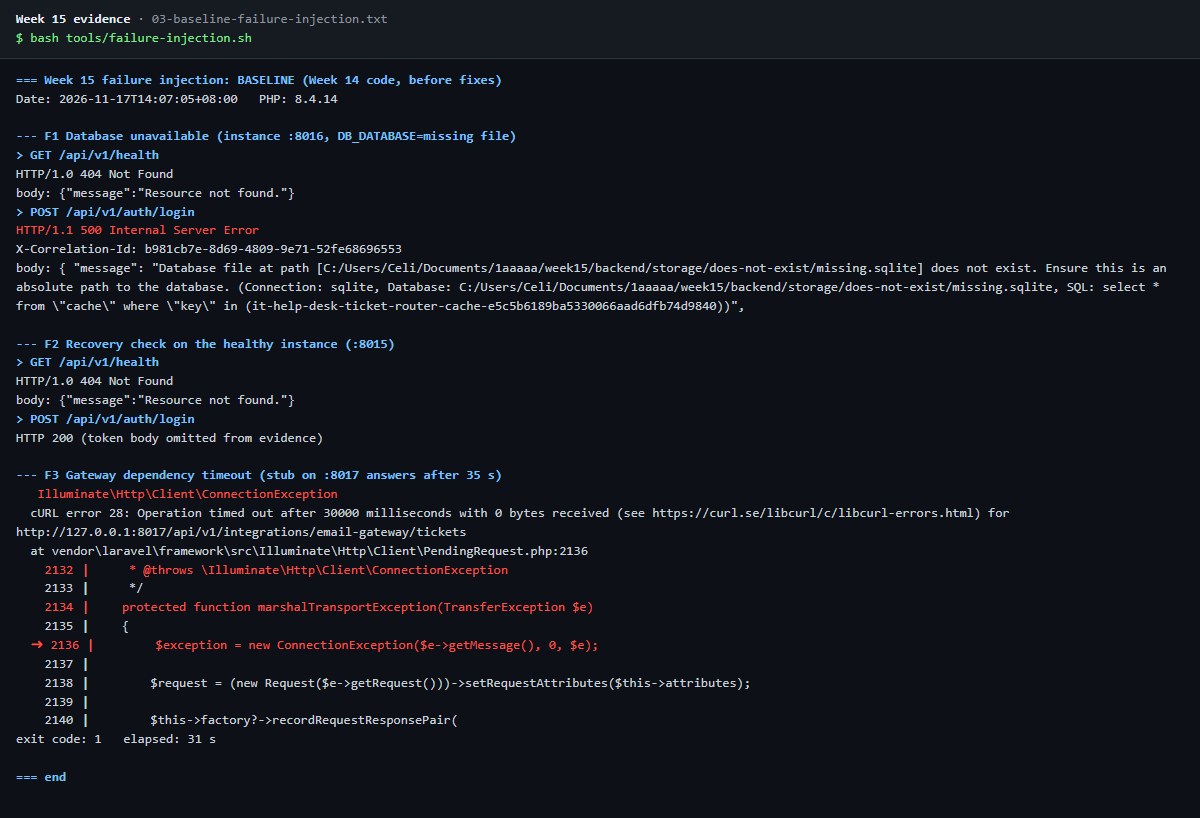 Week 15 evidence · 03-baseline-failure-injection.txt
$ bash tools/failure-injection.sh
=== Week 15 failure injection: BASELINE (Week 14 code, before fixes)
Date: 2026-11-17T14:07:05+08:00   PHP: 8.4.14
--- F1 Database unavailable (instance :8016, DB_DATABASE=missing file)
> GET /api/v1/health
HTTP/1.0 404 Not Found
body: {"message":"Resource not found."}
> POST /api/v1/auth/login
HTTP/1.1 500 Internal Server Error
X-Correlation-Id: b981cb7e-8d69-4809-9e71-52fe68696553
body: { "message": "Database file at path [C:/Users/Celi/Documents/1aaaaa/week15/backend/storage/does-not-exist/missing.sqlite] does not exist. Ensure this is an
absolute path to the database. (Connection: sqlite, Database: C:/Users/Celi/Documents/1aaaaa/week15/backend/storage/does-not-exist/missing.sqlite, SQL: select *
from \"cache\" where \"key\" in (it-help-desk-ticket-router-cache-e5c5b6189ba5330066aad6dfb74d9840))",
--- F2 Recovery check on the healthy instance (:8015)
> GET /api/v1/health
HTTP/1.0 404 Not Found
body: {"message":"Resource not found."}
> POST /api/v1/auth/login
HTTP 200 (token body omitted from evidence)
--- F3 Gateway dependency timeout (stub on :8017 answers after 35 s)
Illuminate\Http\Client\ConnectionException
cURL error 28: Operation timed out after 30000 milliseconds with 0 bytes received (see https://curl.se/libcurl/c/libcurl-errors.html) for
http://127.0.0.1:8017/api/v1/integrations/email-gateway/tickets
at vendor\laravel\framework\src\Illuminate\Http\Client\PendingRequest.php:2136
2132 |      * @throws \Illuminate\Http\Client\ConnectionException
2133 |      */
2134 |     protected function marshalTransportException(TransferException $e)
2135 |     {
➜ 2136 |         $exception = new ConnectionException($e->getMessage(), 0, $e);
2137 |
2138 |         $request = (new Request($e->getRequest()))->setRequestAttributes($this->attributes);
2139 |
2140 |         $this->factory?->recordRequestResponsePair(
exit code: 1   elapsed: 31 s
=== end